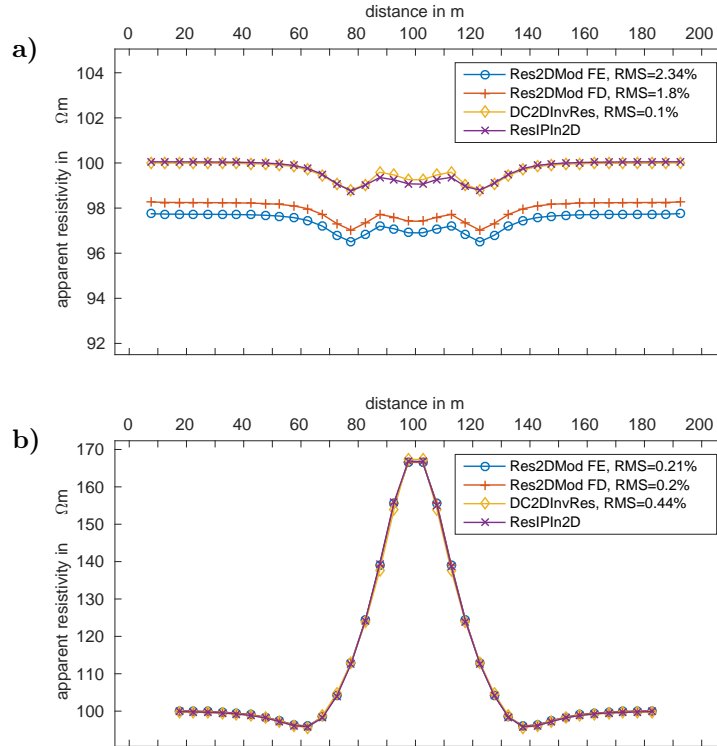 distance in m
0 20 40 60 80 100 120 140 160 180 200
a)
104
102
100
98
96
94
92
apparent resistivity in Ωm
Res2DMod FE, RMS=2.34%
Res2DMod FD, RMS=1.8%
DC2DInvRes, RMS=0.1%
ResIPIn2D
distance in m
0 20 40 60 80 100 120 140 160 180 200
b)
170
160
150
140
130
120
110
100
apparent resistivity in Ωm
Res2DMod FE, RMS=0.21%
Res2DMod FD, RMS=0.2%
DC2DInvRes, RMS=0.44%
ResIPIn2D